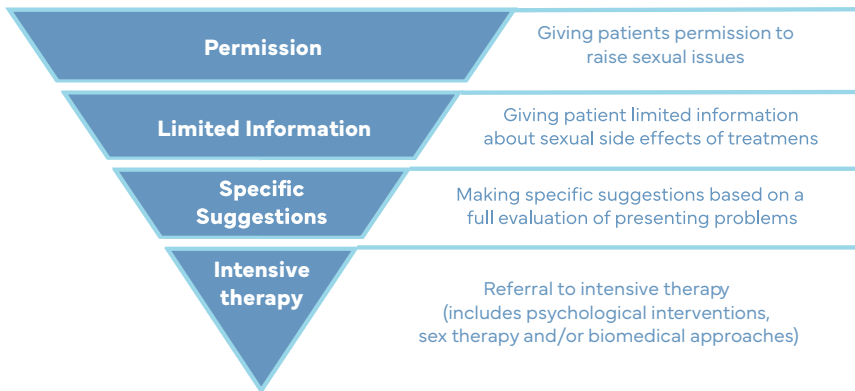 Permission
Giving patients permission to
raise sexual issues
Limited Information
Giving patient limited information
about sexual side effects of treatmens
Specific
Suggestions
Making specific suggestions based on a
full evaluation of presenting problems
Intensive
therapy
Referral to intensive therapy
(includes psychological interventions,
sex therapy and/or biomedical approaches)